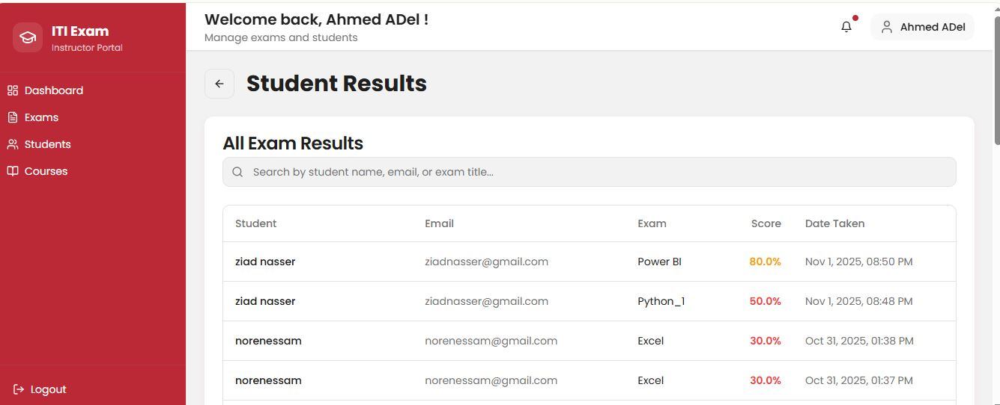 ITI Exam
Instructor Portal
Dashboard
Exams
Students
Courses
Logout
Welcome back, Ahmed ADel !
Manage exams and students
Ahmed ADel
Student Results
All Exam Results
Search by student name, email, or exam title...
Student Email Exam Score Date Taken
ziad nasser ziadnasser@gmail.com Power BI 80.0% Nov 1, 2025, 08:50 PM
ziad nasser ziadnasser@gmail.com Python_1 50.0% Nov 1, 2025, 08:48 PM
norenessam norenessam@gmail.com Excel 30.0% Oct 31, 2025, 01:38 PM
norenessam norenessam@gmail.com Excel 30.0% Oct 31, 2025, 01:37 PM